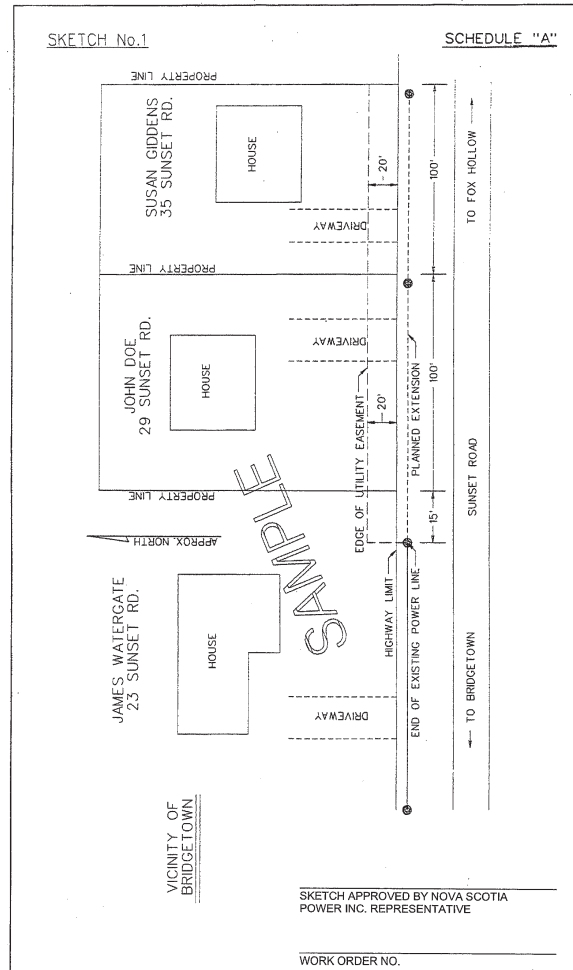 SKETCH No.1
SCHEDULE "A"
PROPERTY LINE
SUSAN GIDDENS
35 SUNSET RD.
HOUSE
DRIVEWAY
20'
100'
TO FOX HOLLOW
PROPERTY LINE
JOHN DOE
29 SUNSET RD.
HOUSE
DRIVEWAY
20'
EDGE OF UTILITY EASEMENT
PLANNED EXTENSION
100'
SUNSET ROAD
PROPERTY LINE
15'
APPROX. NORTH
SAMPLE
JAMES WATERGATE
23 SUNSET RD.
HOUSE
DRIVEWAY
HIGHWAY LIMIT
END OF EXISTING POWER LINE
TO BRIDGETOWN
VICINITY OF
BRIDGETOWN
SKETCH APPROVED BY NOVA SCOTIA
POWER INC. REPRESENTATIVE
WORK ORDER NO.